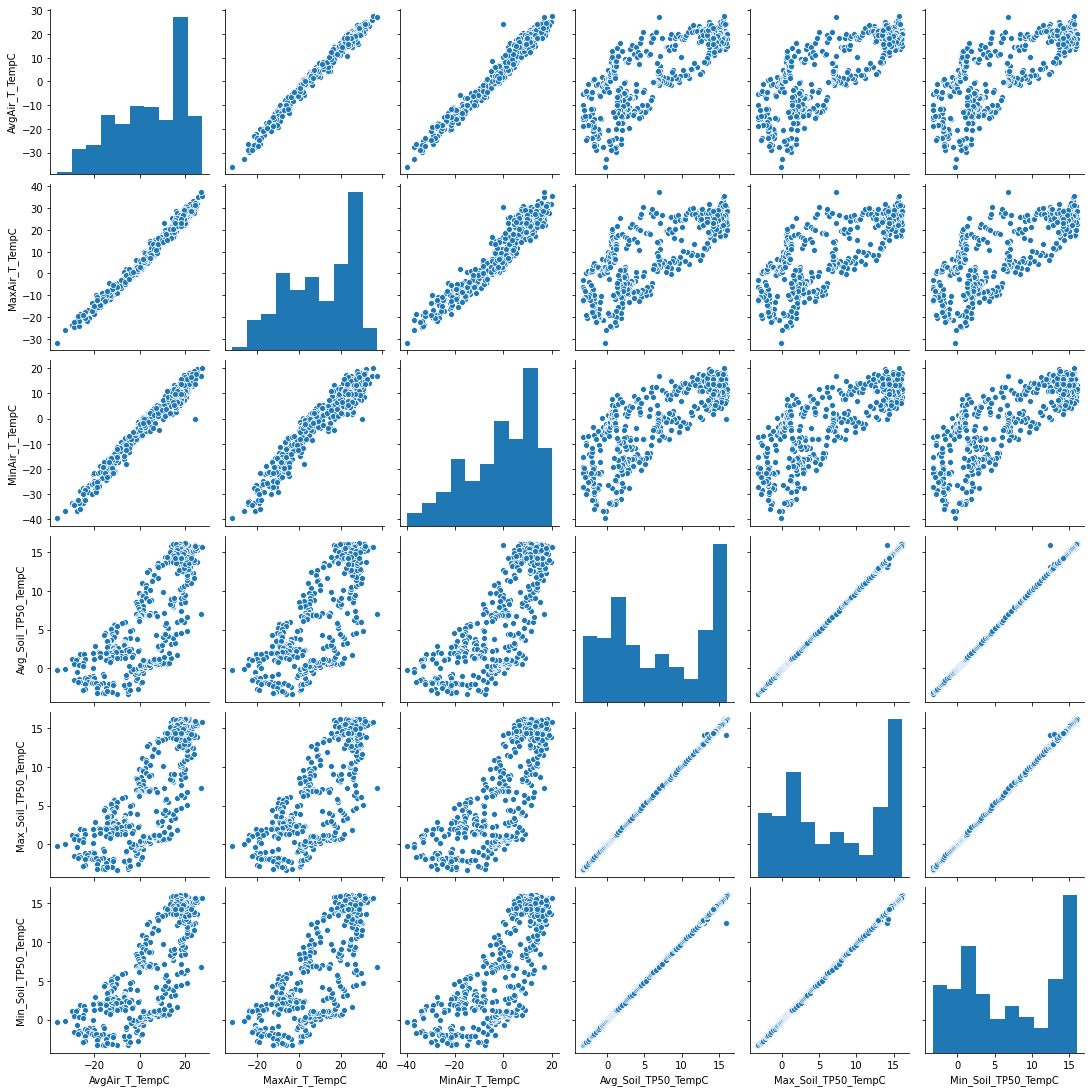 30
20
10
0
−10
−20
−30
AvgAir_T_TempC
40
30
20
10
0
−10
−20
−30
MaxAir_T_TempC
20
10
0
−10
−20
−30
−40
MinAir_T_TempC
15
10
5
0
Avg_Soil_TP50_TempC
15
10
5
0
Max_Soil_TP50_TempC
15
10
5
0
Min_Soil_TP50_TempC
−20 0 20
−20 0 20 40
−40 −20 0 20
0 5 10 15
0 5 10 15
0 5 10 15
AvgAir_T_TempC
MaxAir_T_TempC
MinAir_T_TempC
Avg_Soil_TP50_TempC
Max_Soil_TP50_TempC
Min_Soil_TP50_TempC